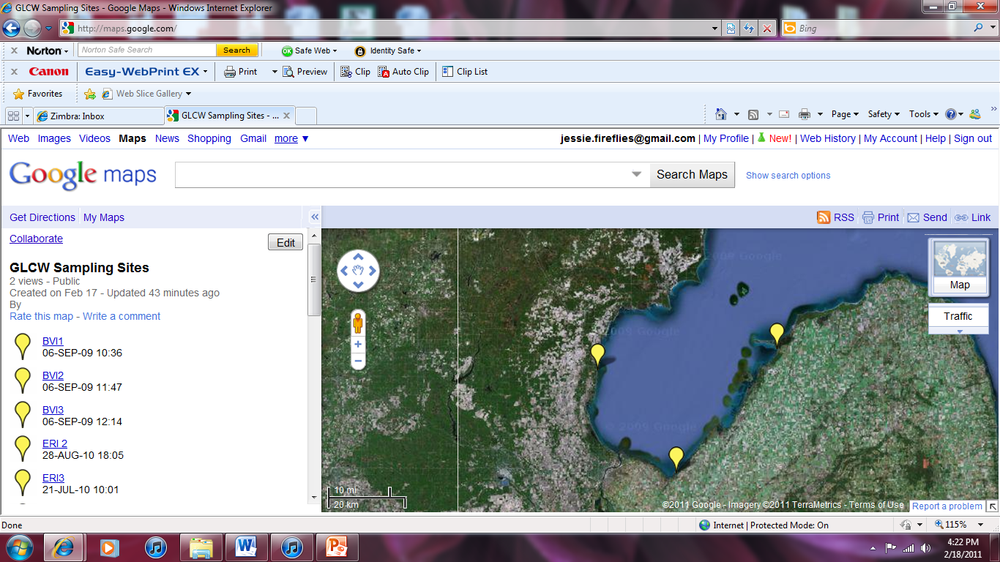 GLCW Sampling Sites - Google Maps - Windows Internet Explorer
http://maps.google.com/
Bing
Norton
Norton Safe Search
Search
OK Safe Web
Identity Safe
Canon Easy-WebPrint EX
Print
Preview
Clip
Auto Clip
Clip List
Favorites
Web Slice Gallery
Zimbra: Inbox
GLCW Sampling Sites - ...
Page
Safety
Tools
Web Images Videos Maps News Shopping Gmail more ▼
jessie.fireflies@gmail.com | My Profile | New! | Web History | My Account | Help | Sign out
Google maps
Search Maps
Show search options
Get Directions
My Maps
«
RSS
Print
Send
Link
Collaborate
Edit
GLCW Sampling Sites
2 views - Public
Created on Feb 17 - Updated 43 minutes ago
By
Rate this map - Write a comment
BVI1
06-SEP-09 10:36
BVI2
06-SEP-09 11:47
BVI3
06-SEP-09 12:14
ERI 2
28-AUG-10 18:05
ERI3
21-JUL-10 10:01
Map
Traffic
2009 Google
2009 Google
© 2009 Google
10 mi
20 km
©2011 Google - Imagery ©2011 TerraMetrics - Terms of Use
Report a problem
Done
Internet | Protected Mode: On
115%
4:22 PM
2/18/2011